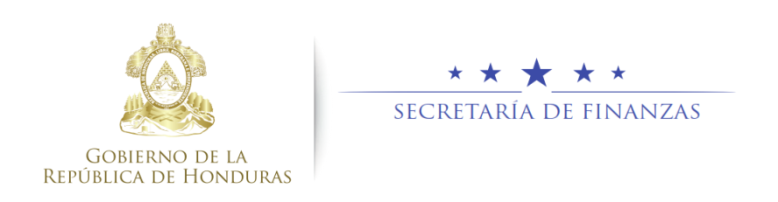 GOBIERNO DE LA
REPÚBLICA DE HONDURAS
SECRETARÍA DE FINANZAS